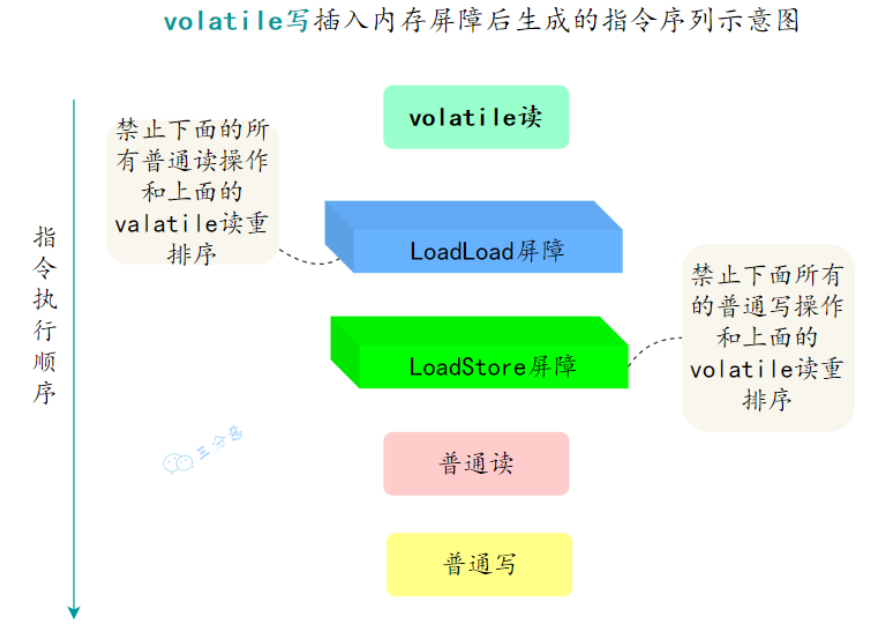 volatile写插入内存屏障后生成的指令序列示意图
volatile读
禁止下面的所
有普通读操作
和上面的
valatile读重
排序
LoadLoad屏障
禁止下面所有
的普通写操作
和上面的
volatile读重
排序
LoadStore屏障
指
令
执
行
顺
序
三分恶
普通读
普通写